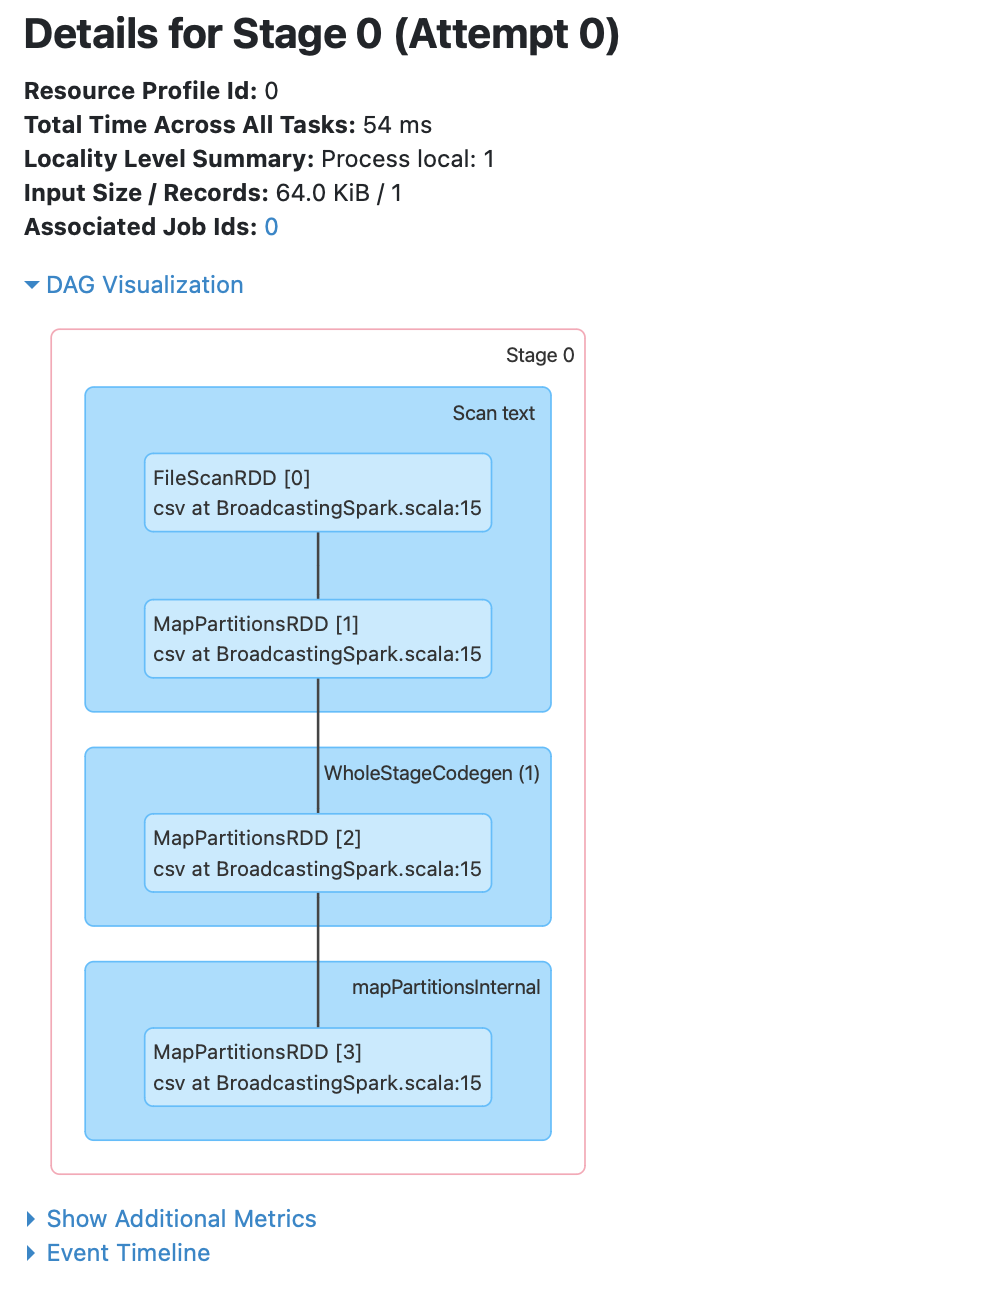 Details for Stage 0 (Attempt 0)
Resource Profile Id: 0
Total Time Across All Tasks: 54 ms
Locality Level Summary: Process local: 1
Input Size / Records: 64.0 KiB / 1
Associated Job Ids: 0
DAG Visualization
Stage 0
Scan text
FileScanRDD [0]
csv at BroadcastingSpark.scala:15
MapPartitionsRDD [1]
csv at BroadcastingSpark.scala:15
WholeStageCodegen (1)
MapPartitionsRDD [2]
csv at BroadcastingSpark.scala:15
mapPartitionsInternal
MapPartitionsRDD [3]
csv at BroadcastingSpark.scala:15
Show Additional Metrics
Event Timeline